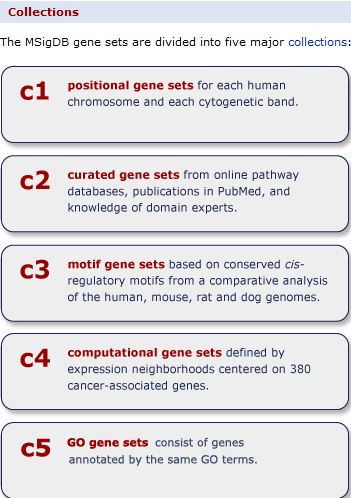 Collections
The MSigDB gene sets are divided into five major collections:
c1
positional gene sets for each human
chromosome and each cytogenetic band.
c2
curated gene sets from online pathway
databases, publications in PubMed, and
knowledge of domain experts.
c3
motif gene sets based on conserved cis-
regulatory motifs from a comparative analysis
of the human, mouse, rat and dog genomes.
c4
computational gene sets defined by
expression neighborhoods centered on 380
cancer-associated genes.
c5
GO gene sets consist of genes
annotated by the same GO terms.